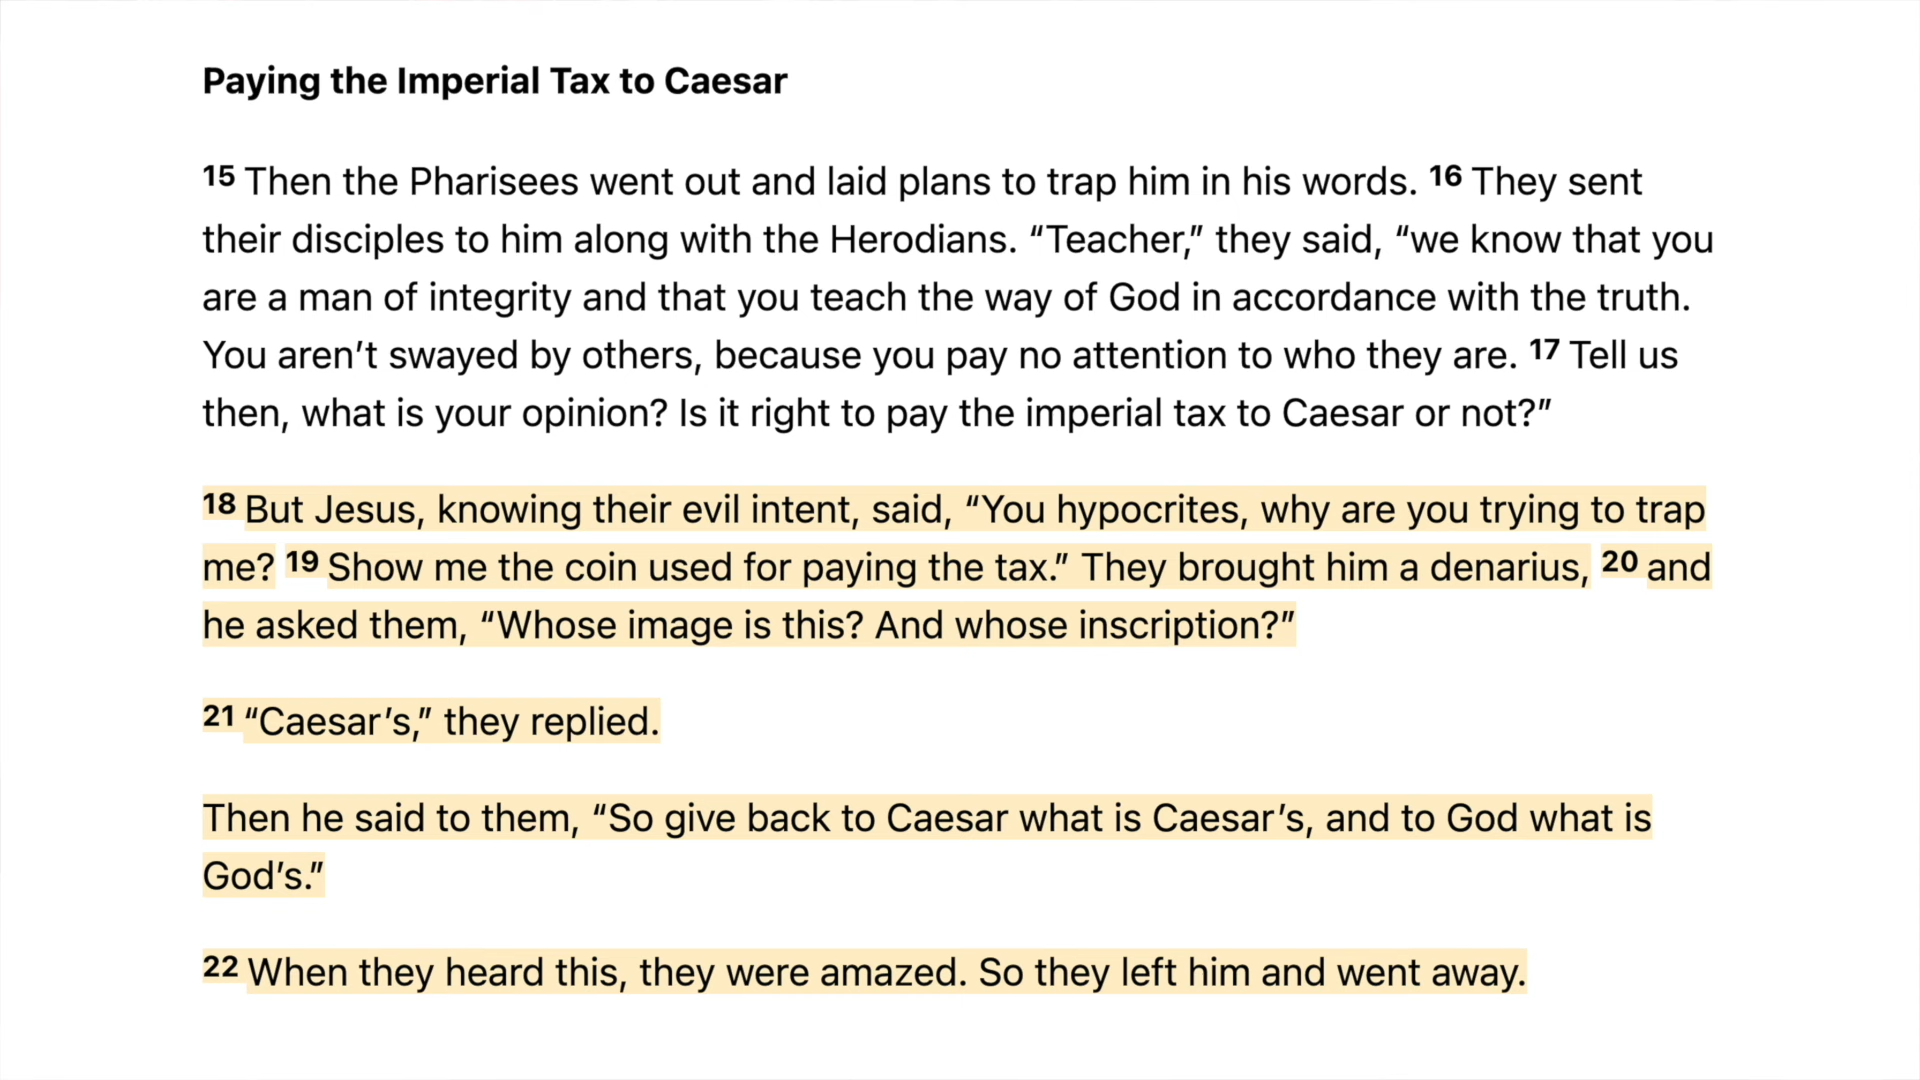 Paying the Imperial Tax to Caesar
15 Then the Pharisees went out and laid plans to trap him in his words. 16 They sent
their disciples to him along with the Herodians. “Teacher,” they said, “we know that you
are a man of integrity and that you teach the way of God in accordance with the truth.
You aren’t swayed by others, because you pay no attention to who they are. 17 Tell us
then, what is your opinion? Is it right to pay the imperial tax to Caesar or not?”
18 But Jesus, knowing their evil intent, said, “You hypocrites, why are you trying to trap
me? 19 Show me the coin used for paying the tax.” They brought him a denarius, 20 and
he asked them, “Whose image is this? And whose inscription?”
21 “Caesar’s,” they replied.
Then he said to them, “So give back to Caesar what is Caesar’s, and to God what is
God’s.”
22 When they heard this, they were amazed. So they left him and went away.